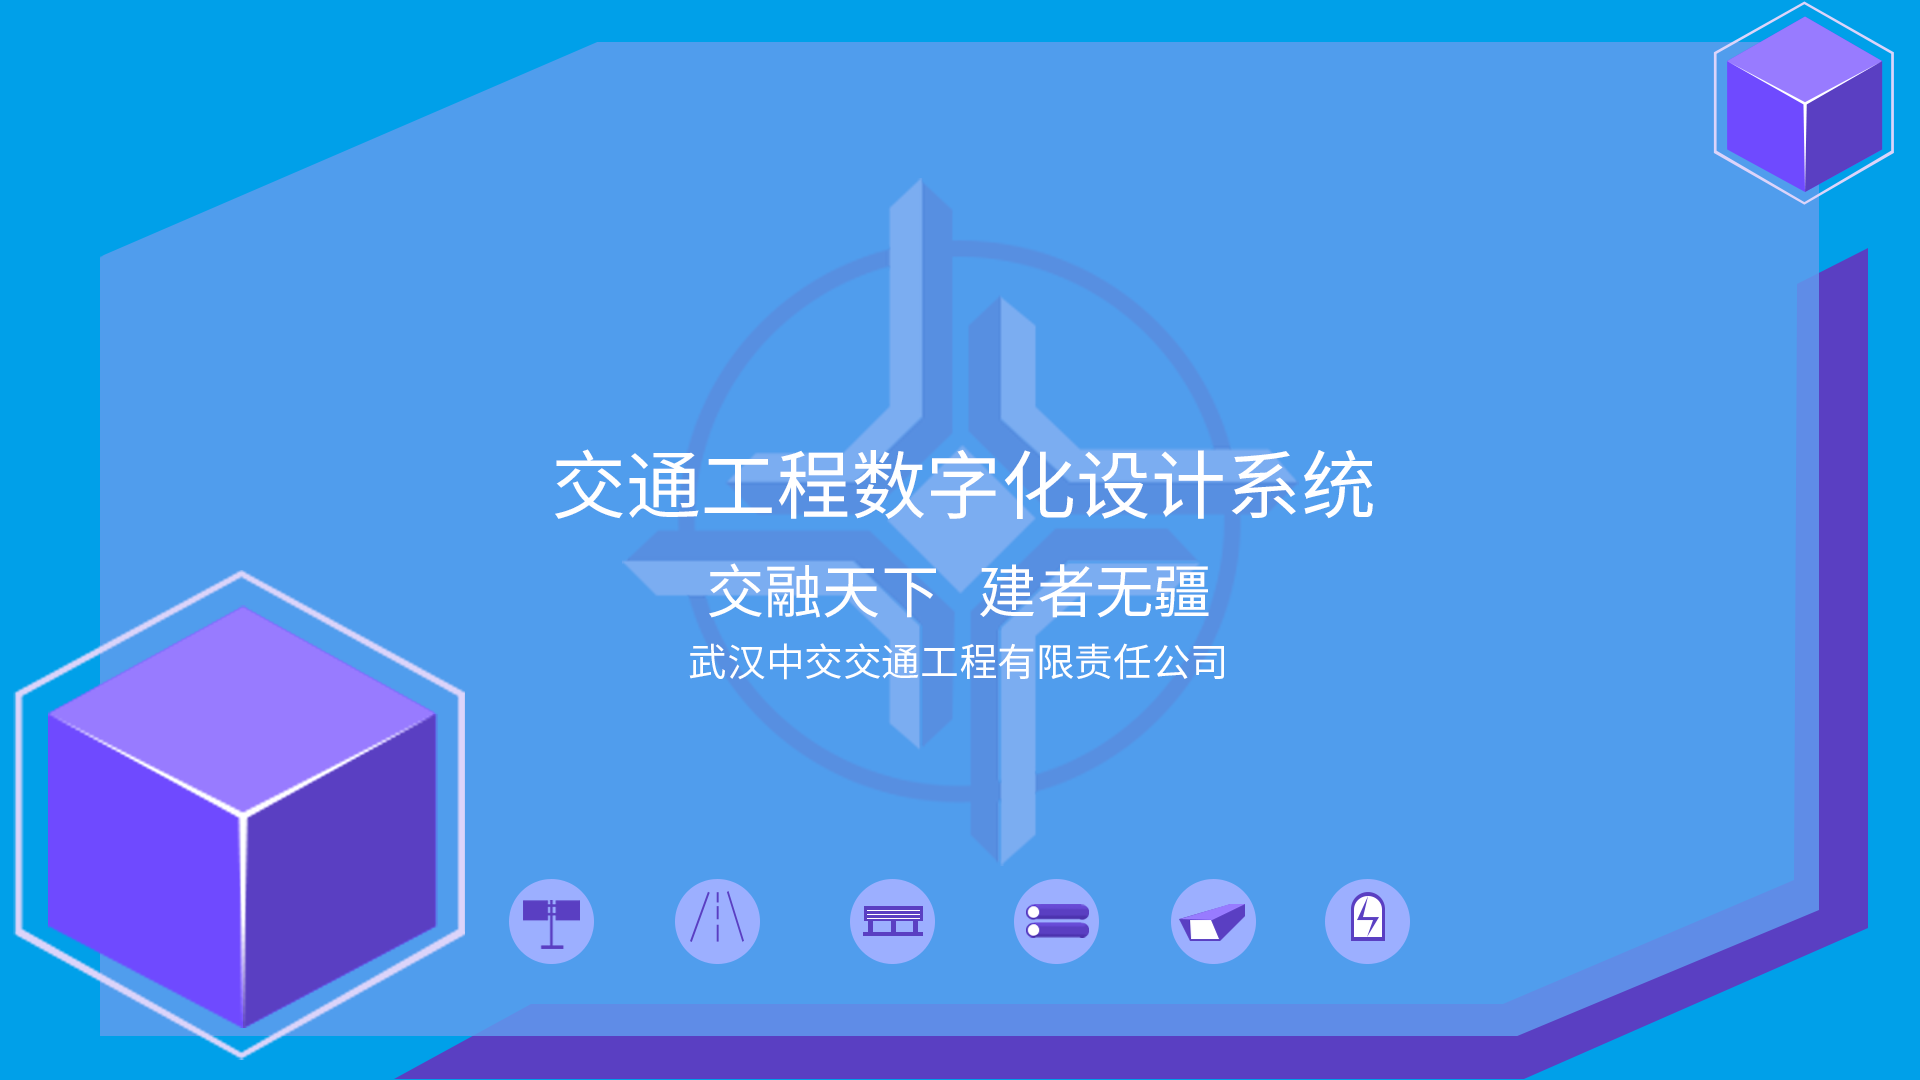 交通工程数字化设计系统
交融天下 建者无疆
武汉中交交通工程有限责任公司